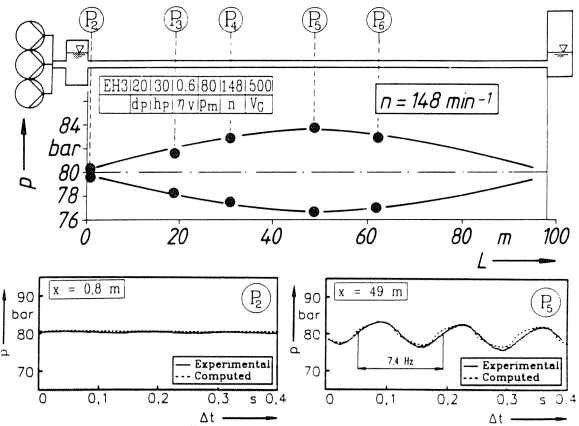 P2 P3 P4 P5 P6
EH3 20 30 0.6 80 148 500
dp hp ηv pm n VG
n = 148 min-1
84
bar
80
78
76
p
0 20 40 60 80 m 100
L
x = 0,8 m
P2
90
bar
80
70
p
Experimental
Computed
0 0,1 0,2 0,3 s 0.4
Δt
x = 49 m
P5
90
bar
80
70
p
7,4 Hz
Experimental
Computed
0 0,1 0,2 0,3 s 0.4
Δt